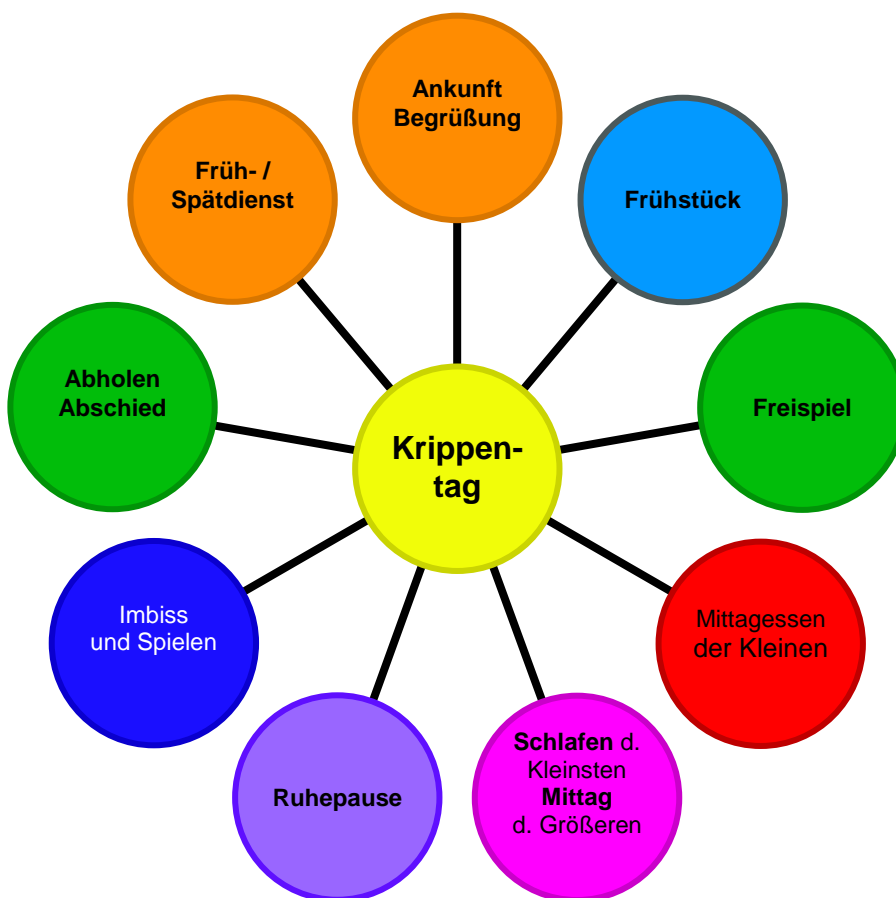 Ankunft
Begrüßung
Frühstück
Freispiel
Mittagessen
der Kleinen
Schlafen d.
Kleinsten
Mittag
d. Größeren
Ruhepause
Imbiss
und Spielen
Abholen
Abschied
Früh- /
Spätdienst
Krippen-
tag